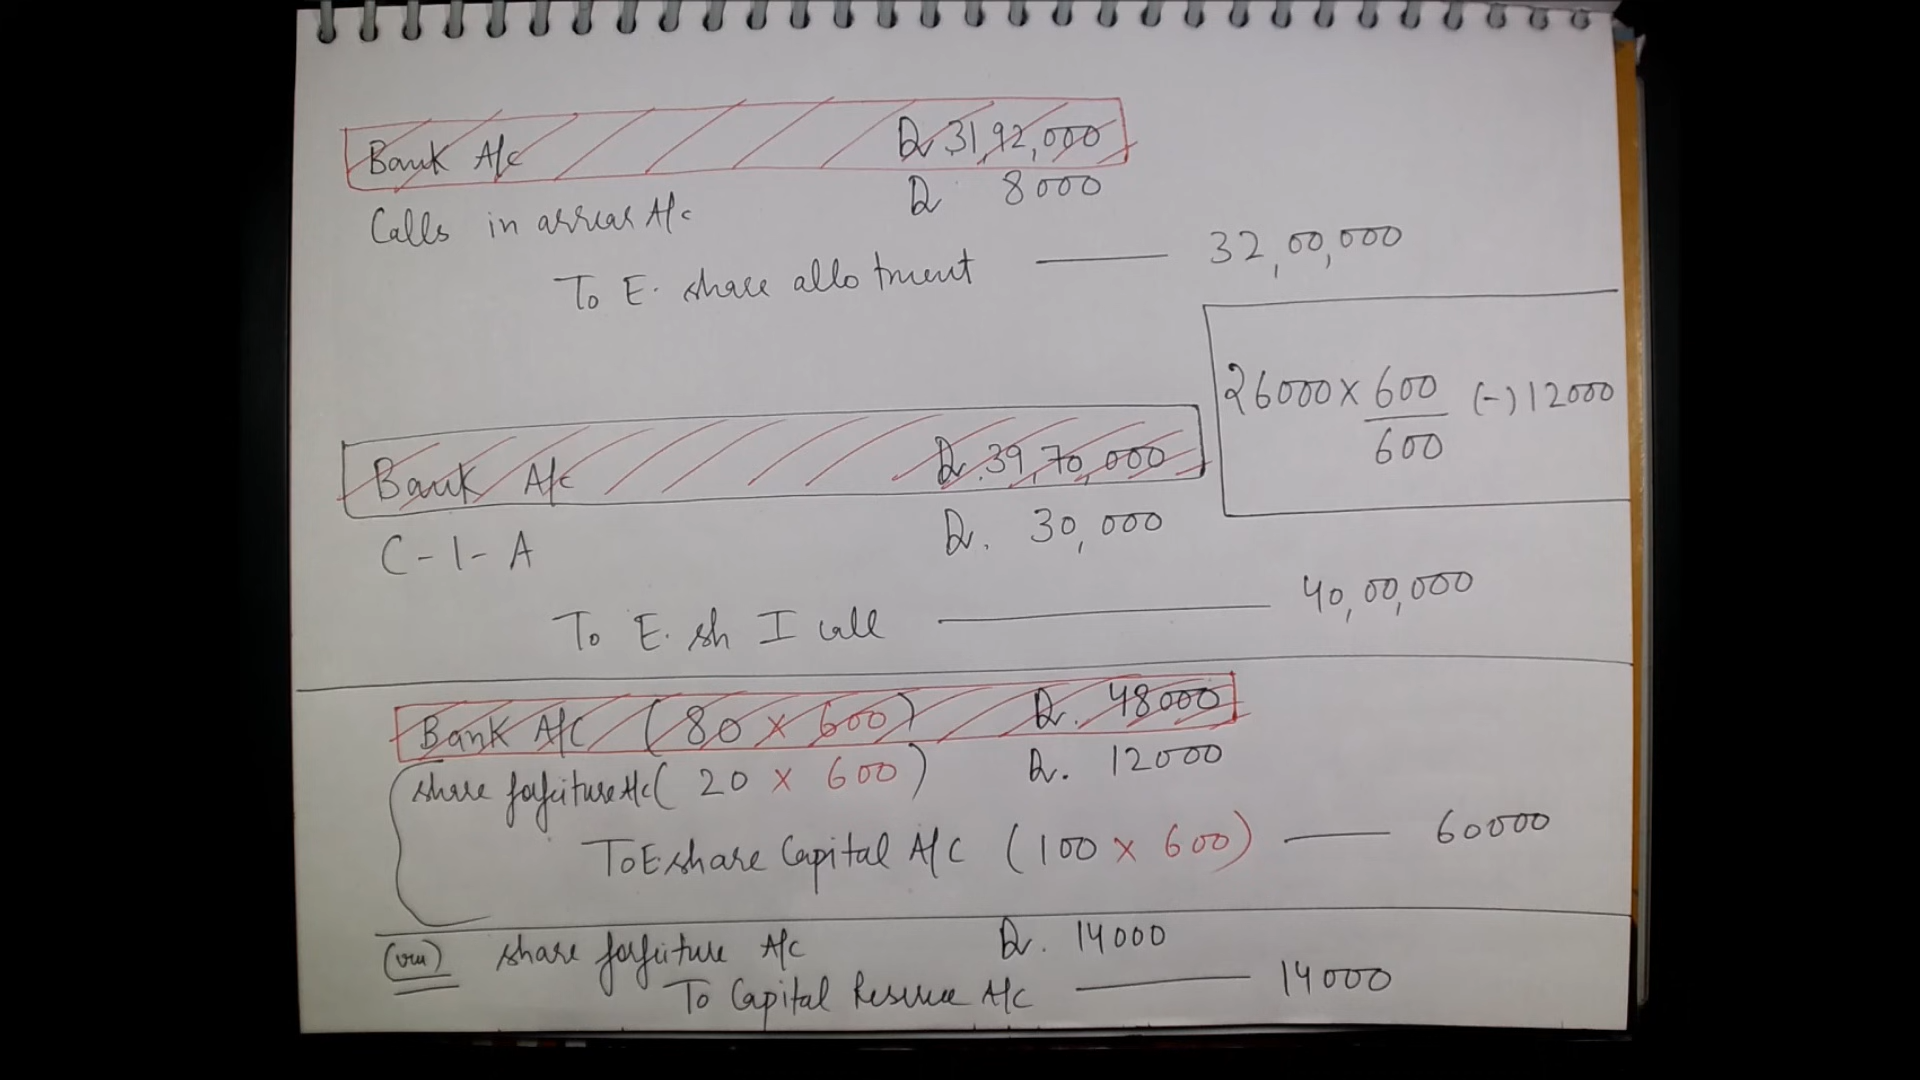 Bank A/c Dr 31,92,000
Calls in arrear A/c Dr. 8000
To E. share allotment 32,00,000
26000 x 600 (-) 12000
600
Bank A/c Dr. 39,70,000
C-I-A Dr. 30,000
To E. sh I call 40,00,000
Bank A/C (80 x 600) Dr. 48000
share forfeiture A/c (20 x 600) Dr. 12000
To E share Capital A/C (100 x 600) 60000
(viii) share forfeiture A/C Dr. 14000
To Capital Reserve A/C 14000